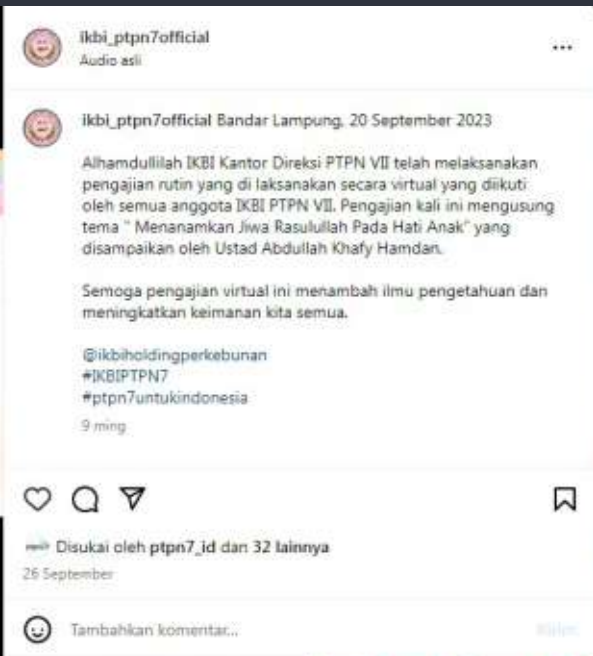 ikbi_ptpn7official
Audio asli
ikbi_ptpn7official Bandar Lampung, 20 September 2023
Alhamdullilah IKBI Kantor Direksi PTPN VII telah melaksanakan
pengajian rutin yang di laksanakan secara virtual yang diikuti
oleh semua anggota IKBI PTPN VII. Pengajian kali ini mengusung
tema " Menanamkan Jiwa Rasulullah Pada Hati Anak" yang
disampaikan oleh Ustad Abdullah Khafy Hamdan.
Semoga pengajian virtual ini menambah ilmu pengetahuan dan
meningkatkan keimanan kita semua.
@ikbiholdingperkebunan
#IKBIPTPN7
#ptpn7untukindonesia
9 ming
Disukai oleh ptpn7_id dan 32 lainnya
26 September
Tambahkan komentar...